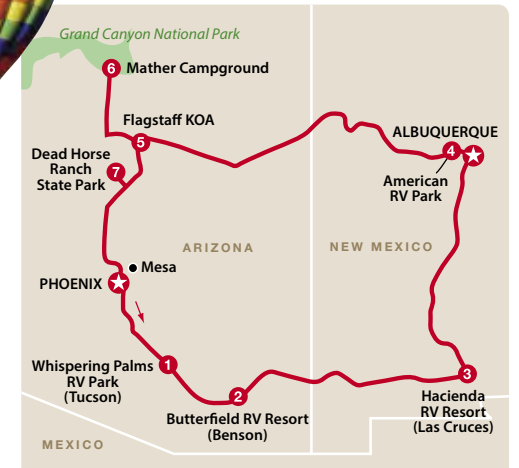 Grand Canyon National Park
6 Mather Campground
Flagstaff KOA
5
Dead Horse
Ranch
State Park
7
ALBUQUERQUE
4
American
RV Park
ARIZONA
NEW MEXICO
Mesa
PHOENIX
1
Whispering Palms
RV Park
(Tucson)
2
Butterfield RV Resort
(Benson)
3
Hacienda
RV Resort
(Las Cruces)
MEXICO